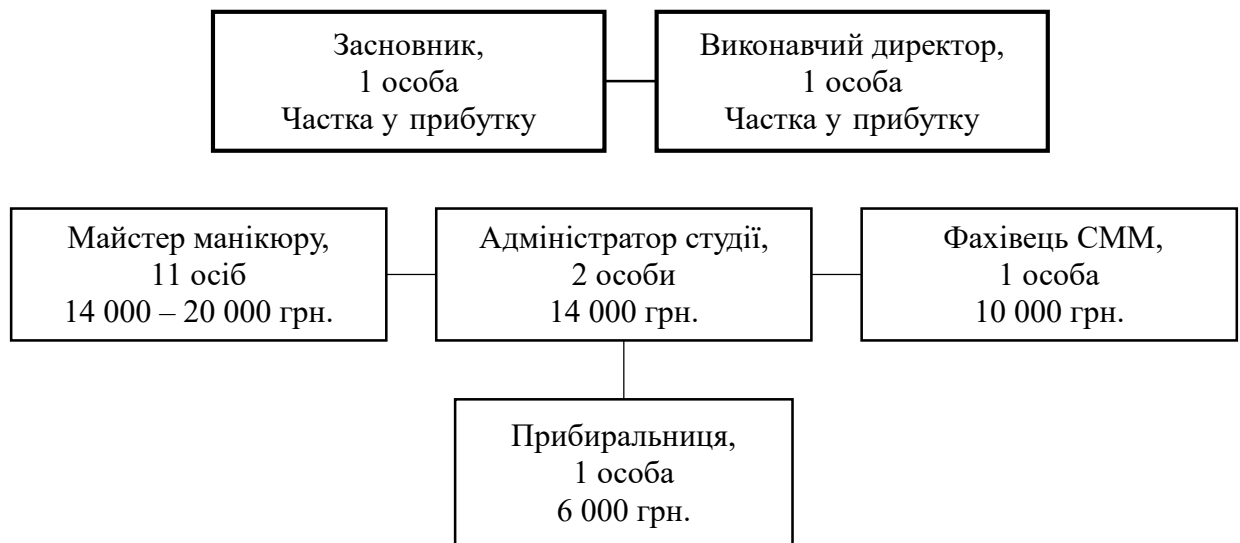 Засновник,
1 особа
Частка у прибутку
Виконавчий директор,
1 особа
Частка у прибутку
Майстер манікюру,
11 осіб
14 000 – 20 000 грн.
Адміністратор студії,
2 особи
14 000 грн.
Фахівець СММ,
1 особа
10 000 грн.
Прибиральниця,
1 особа
6 000 грн.